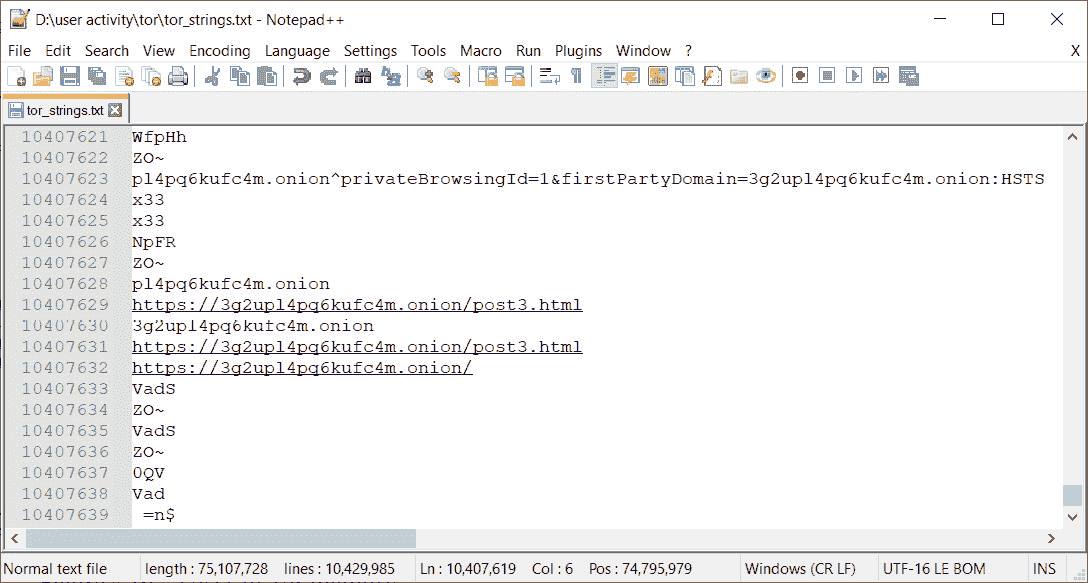 D:\user activity\tor\tor_strings.txt - Notepad++
File Edit Search View Encoding Language Settings Tools Macro Run Plugins Window ? X
tor_strings.txt
10407621 WfpHh
10407622 ZO~
10407623 pl4pq6kufc4m.onion^privateBrowsingId=1&firstPartyDomain=3g2upl4pq6kufc4m.onion:HSTS
10407624 x33
10407625 x33
10407626 NpFR
10407627 ZO~
10407628 pl4pq6kufc4m.onion
10407629 https://3g2upl4pq6kufc4m.onion/post3.html
10407630 3g2upl4pq6kufc4m.onion
10407631 https://3g2upl4pq6kufc4m.onion/post3.html
10407632 https://3g2upl4pq6kufc4m.onion/
10407633 VadS
10407634 ZO~
10407635 VadS
10407636 ZO~
10407637 0QV
10407638 Vad
10407639  =n$
Normal text file length : 75,107,728 lines : 10,429,985 Ln : 10,407,619 Col : 6 Pos : 74,795,979 Windows (CR LF) UTF-16 LE BOM INS